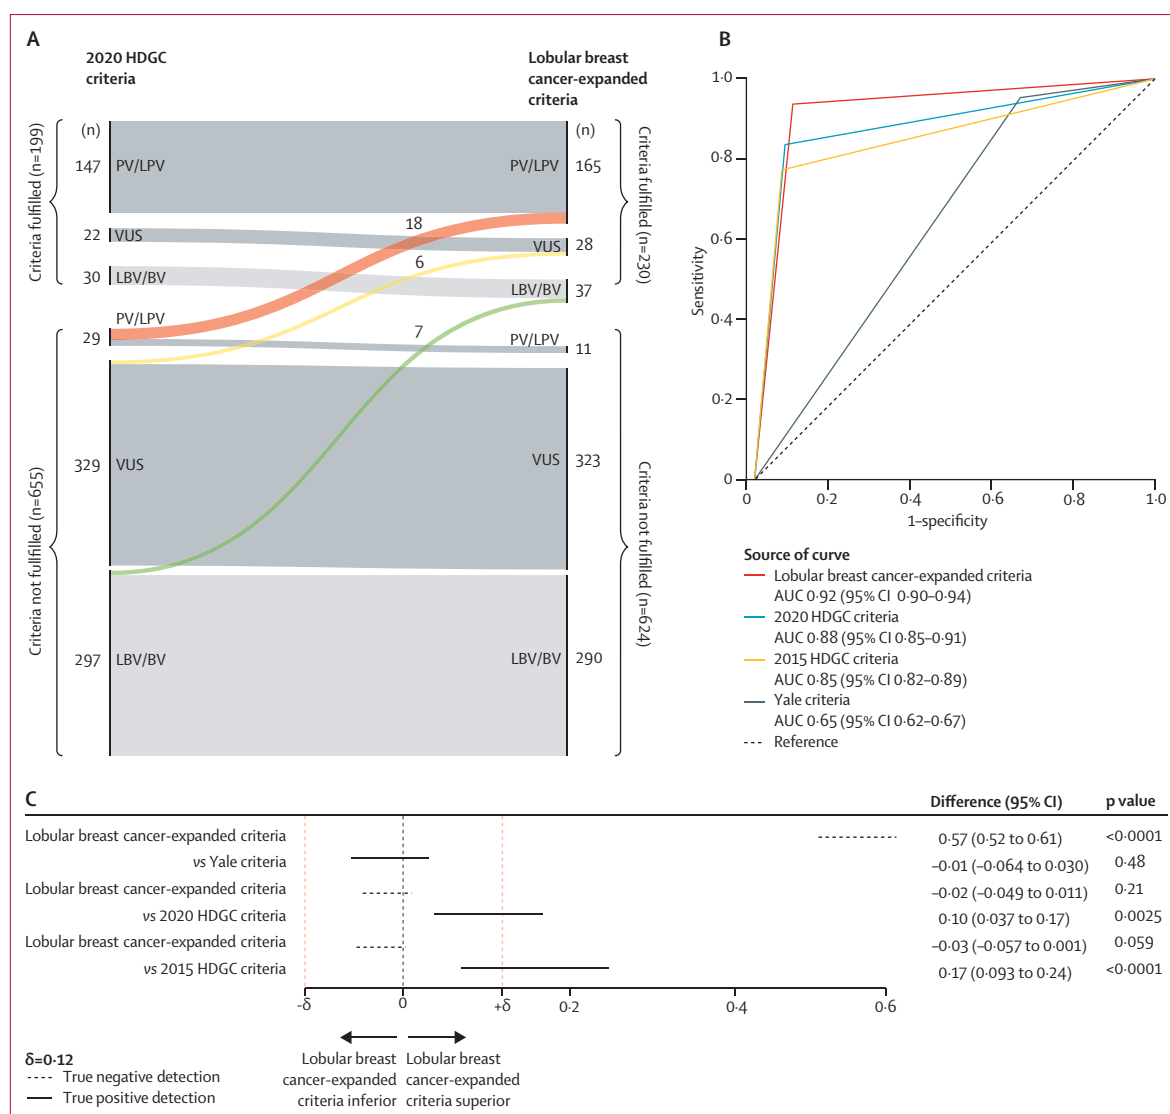 A
2020 HDGC
criteria
Lobular breast
cancer-expanded
criteria
(n)
(n)
Criteria fulfilled (n=199)
147
PV/LPV
PV/LPV
165
18
22
VUS
VUS
28
6
30
LBV/BV
LBV/BV
37
Criteria fulfilled (n=230)
PV/LPV
29
7
PV/LPV
11
Criteria not fullfilled (n=655)
329
VUS
VUS
323
297
LBV/BV
LBV/BV
290
Criteria not fulfilled (n=624)
B
Sensitivity
1·0
0·8
0·6
0·4
0·2
0
0
0·2
0·4
0·6
0·8
1·0
1–specificity
Source of curve
Lobular breast cancer-expanded criteria
AUC 0·92 (95% CI 0·90–0·94)
2020 HDGC criteria
AUC 0·88 (95% CI 0·85–0·91)
2015 HDGC criteria
AUC 0·85 (95% CI 0·82–0·89)
Yale criteria
AUC 0·65 (95% CI 0·62–0·67)
Reference
C
Difference (95% CI)
p value
Lobular breast cancer-expanded criteria
0·57 (0·52 to 0·61)
<0·0001
vs Yale criteria
–0·01 (–0·064 to 0·030)
0·48
Lobular breast cancer-expanded criteria
–0·02 (–0·049 to 0·011)
0·21
vs 2020 HDGC criteria
0·10 (0·037 to 0·17)
0·0025
Lobular breast cancer-expanded criteria
–0·03 (–0·057 to 0·001)
0·059
vs 2015 HDGC criteria
0·17 (0·093 to 0·24)
<0·0001
-δ
0
+δ
0·2
0·4
0·6
Lobular breast
cancer-expanded
criteria inferior
Lobular breast
cancer-expanded
criteria superior
δ=0·12
True negative detection
True positive detection